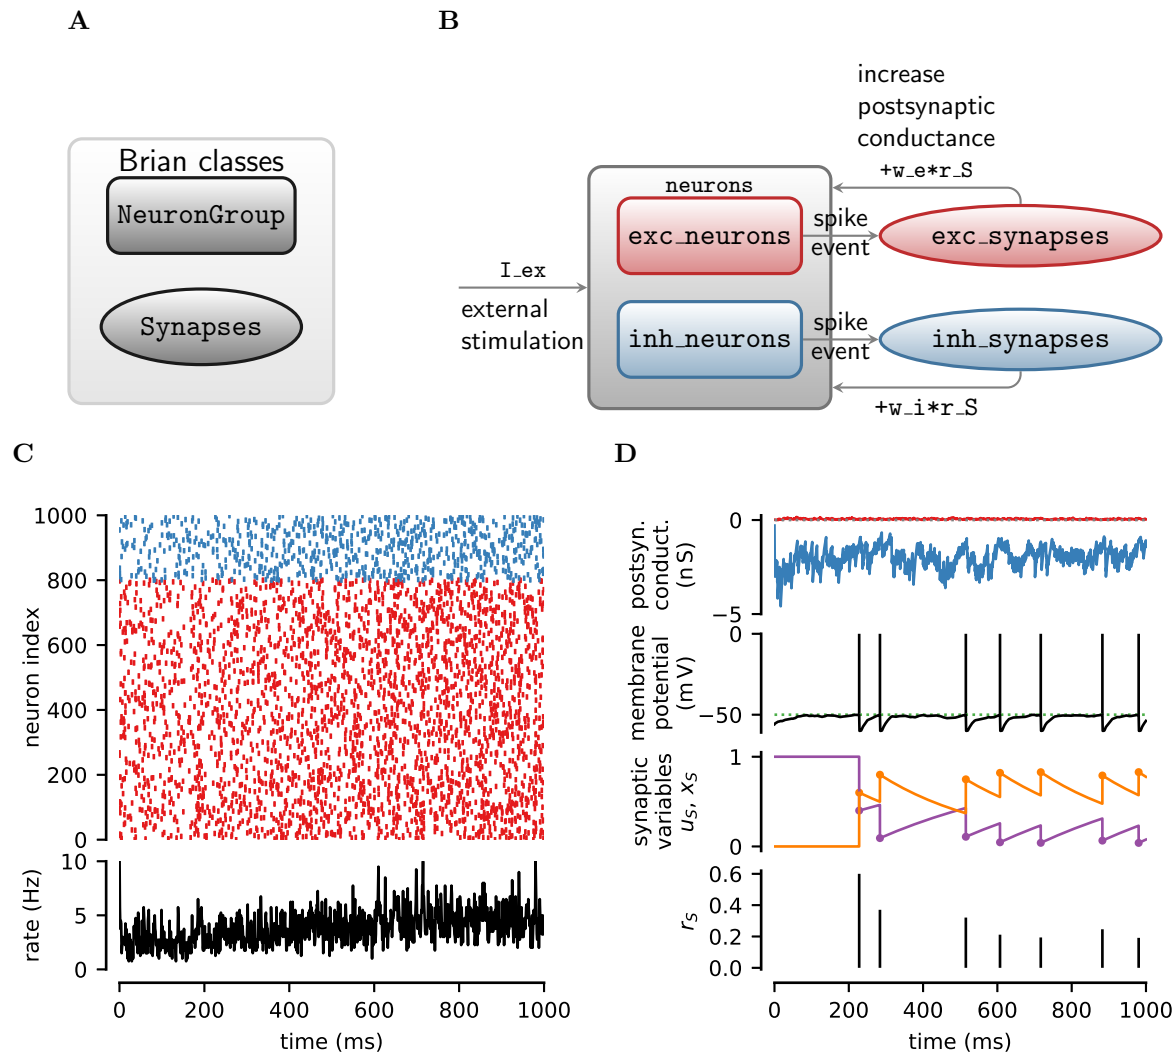 A
B
Brian classes
NeuronGroup
Synapses
increase
postsynaptic
conductance
+w_e*r_S
neurons
exc_neurons
spike
event
exc_synapses
I_ex
external
stimulation
inh_neurons
spike
event
inh_synapses
+w_i*r_S
C
D
neuron index
1000
800
600
400
200
0
rate (Hz)
10
5
0
0 200 400 600 800 1000
time (ms)
postsyn.
conduct.
(nS)
0
−5
membrane
potential
(mV)
0
−50
synaptic
variables
u_S, x_S
1
0
r_S
0.6
0.4
0.2
0.0
0 200 400 600 800 1000
time (ms)